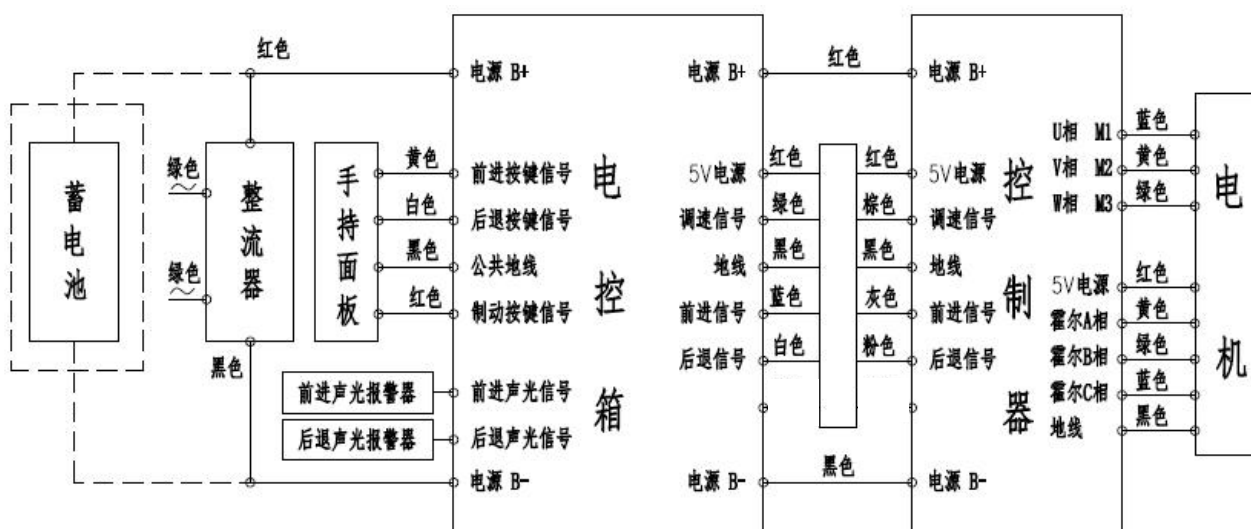 红色
蓄电池
绿色
绿色
整流器
黑色
手持面板
黄色
白色
黑色
红色
前进声光报警器
后退声光报警器
电源 B+
前进按键信号
后退按键信号
公共地线
制动按键信号
前进声光信号
后退声光信号
电源 B-
电控箱
电源 B+
5V电源
调速信号
地线
前进信号
后退信号
电源 B-
红色
红色
绿色
黑色
蓝色
白色
红色
棕色
黑色
灰色
粉色
黑色
电源 B+
5V电源
调速信号
地线
前进信号
后退信号
电源 B-
控制器
U相 M1
V相 M2
W相 M3
5V电源
霍尔A相
霍尔B相
霍尔C相
地线
蓝色
黄色
绿色
红色
黄色
绿色
蓝色
黑色
电机